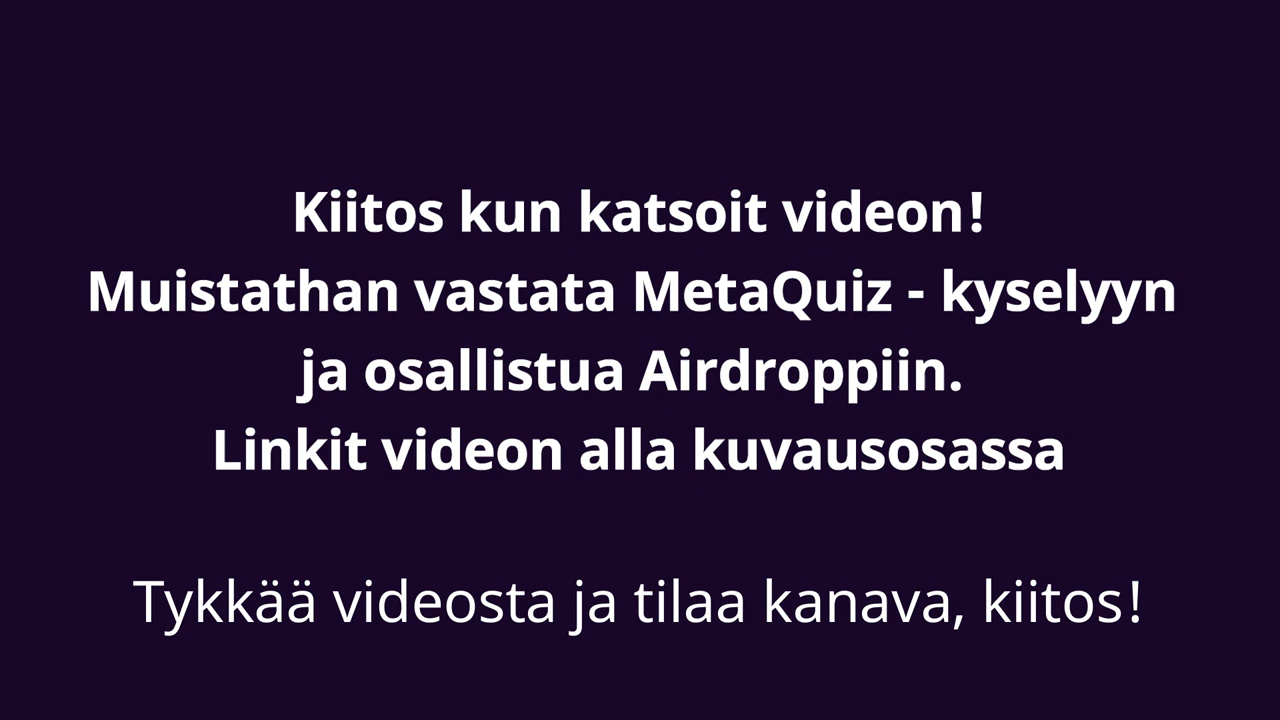 Kiitos kun katsoit videon!
Muistathan vastata MetaQuiz - kyselyyn
ja osallistua Airdroppiin.
Linkit videon alla kuvausosassa
Tykkää videosta ja tilaa kanava, kiitos!